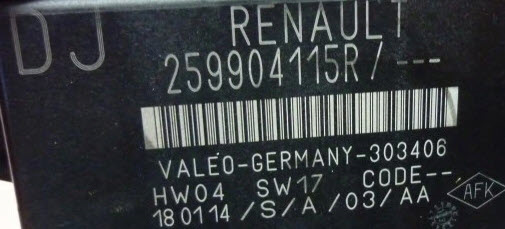 DJ
RENAULT
259904115R/---
VALEO-GERMANY-303406
HW04 SW17 CODE--
180114/S/A/03/AA
AFK